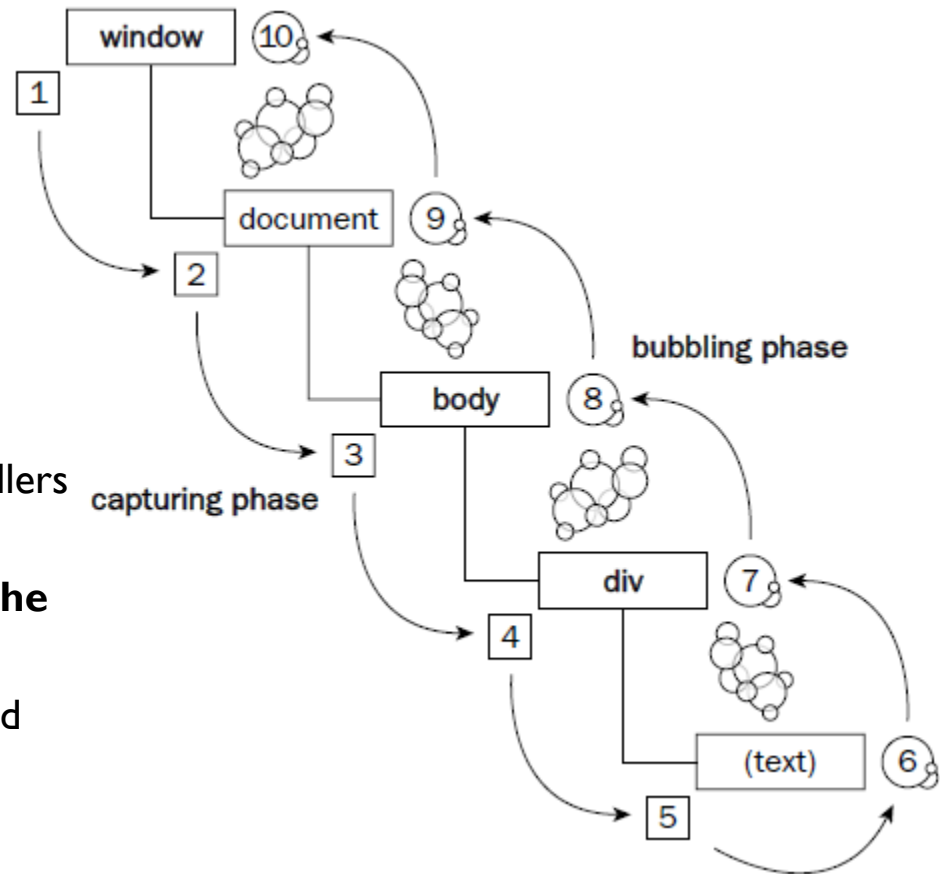 window 10
1
document 9
2
bubbling phase
body 8
3
llers
capturing phase
div 7
he
4
d
(text) 6
5